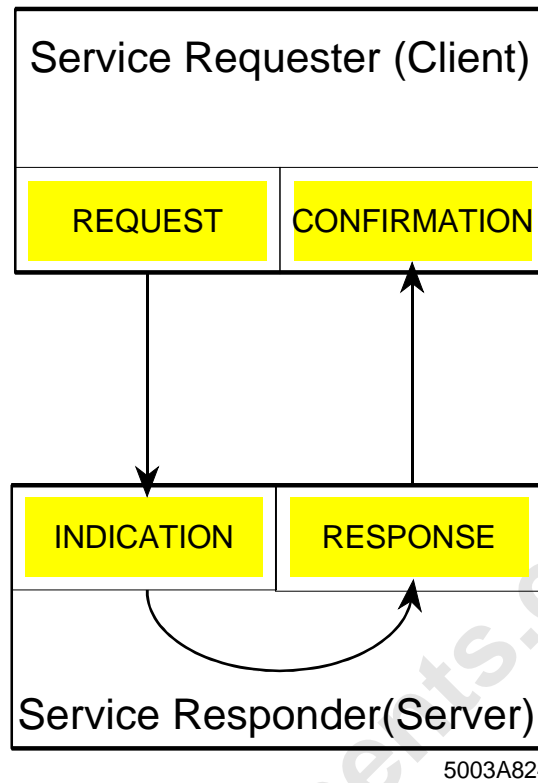 Service Requester (Client)
REQUEST
CONFIRMATION
INDICATION
RESPONSE
Service Responder(Server)
5003A82